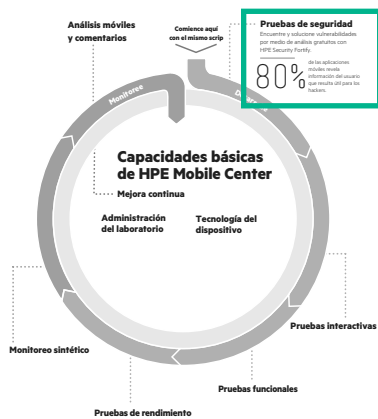 Análisis móviles
y comentarios
Comience aquí
con el mismo scrip
Pruebas de seguridad
Encuentre y solucione vulnerabilidades
por medio de análisis gratuitos con
HPE Security Fortify.
80%
de las aplicaciones
móviles revela
información del usuario
que resulta útil para los
hackers.
Monitoree
Capacidades básicas
de HPE Mobile Center
Mejora continua
Administración
del laboratorio
Tecnología del
dispositivo
Pruebas interactivas
Monitoreo sintético
Pruebas funcionales
Pruebas de rendimiento